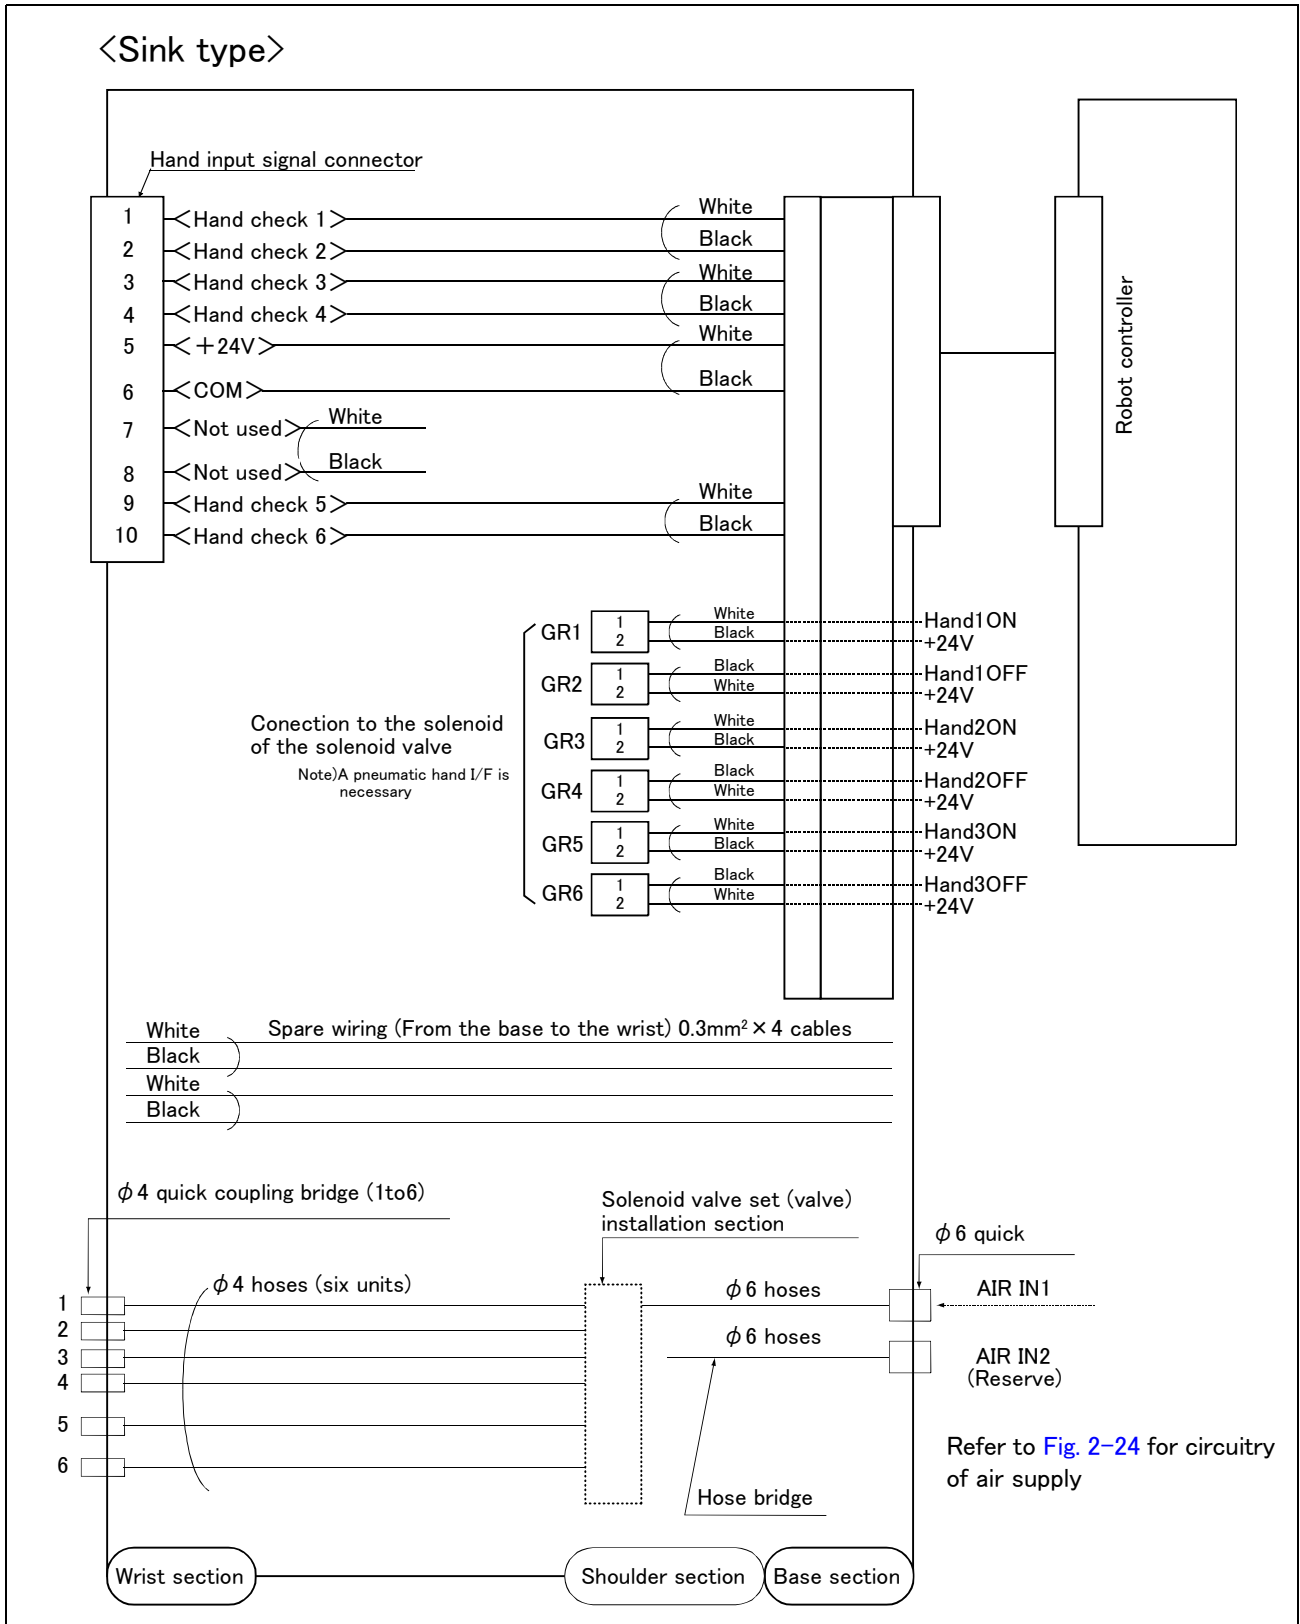 <Sink type>
Hand input signal connector
1 <Hand check 1> White
2 <Hand check 2> Black
3 <Hand check 3> White
4 <Hand check 4> Black
5 <+24V> White
6 <COM> Black
7 <Not used> White
8 <Not used> Black
9 <Hand check 5> White
10 <Hand check 6> Black
Robot controller
GR1 1 White Hand1ON
2 Black +24V
GR2 1 Black Hand1OFF
2 White +24V
GR3 1 White Hand2ON
2 Black +24V
GR4 1 Black Hand2OFF
2 White +24V
GR5 1 White Hand3ON
2 Black +24V
GR6 1 Black Hand3OFF
2 White +24V
Conection to the solenoid
of the solenoid valve
Note)A pneumatic hand I/F is
necessary
White Spare wiring (From the base to the wrist) 0.3mm²×4 cables
Black
White
Black
φ4 quick coupling bridge (1to6)
Solenoid valve set (valve)
installation section
φ6 quick
φ4 hoses (six units)
φ6 hoses
AIR IN1
φ6 hoses
AIR IN2
(Reserve)
1
2
3
4
5
6
Hose bridge
Refer to Fig. 2-24 for circuitry
of air supply
Wrist section
Shoulder section
Base section